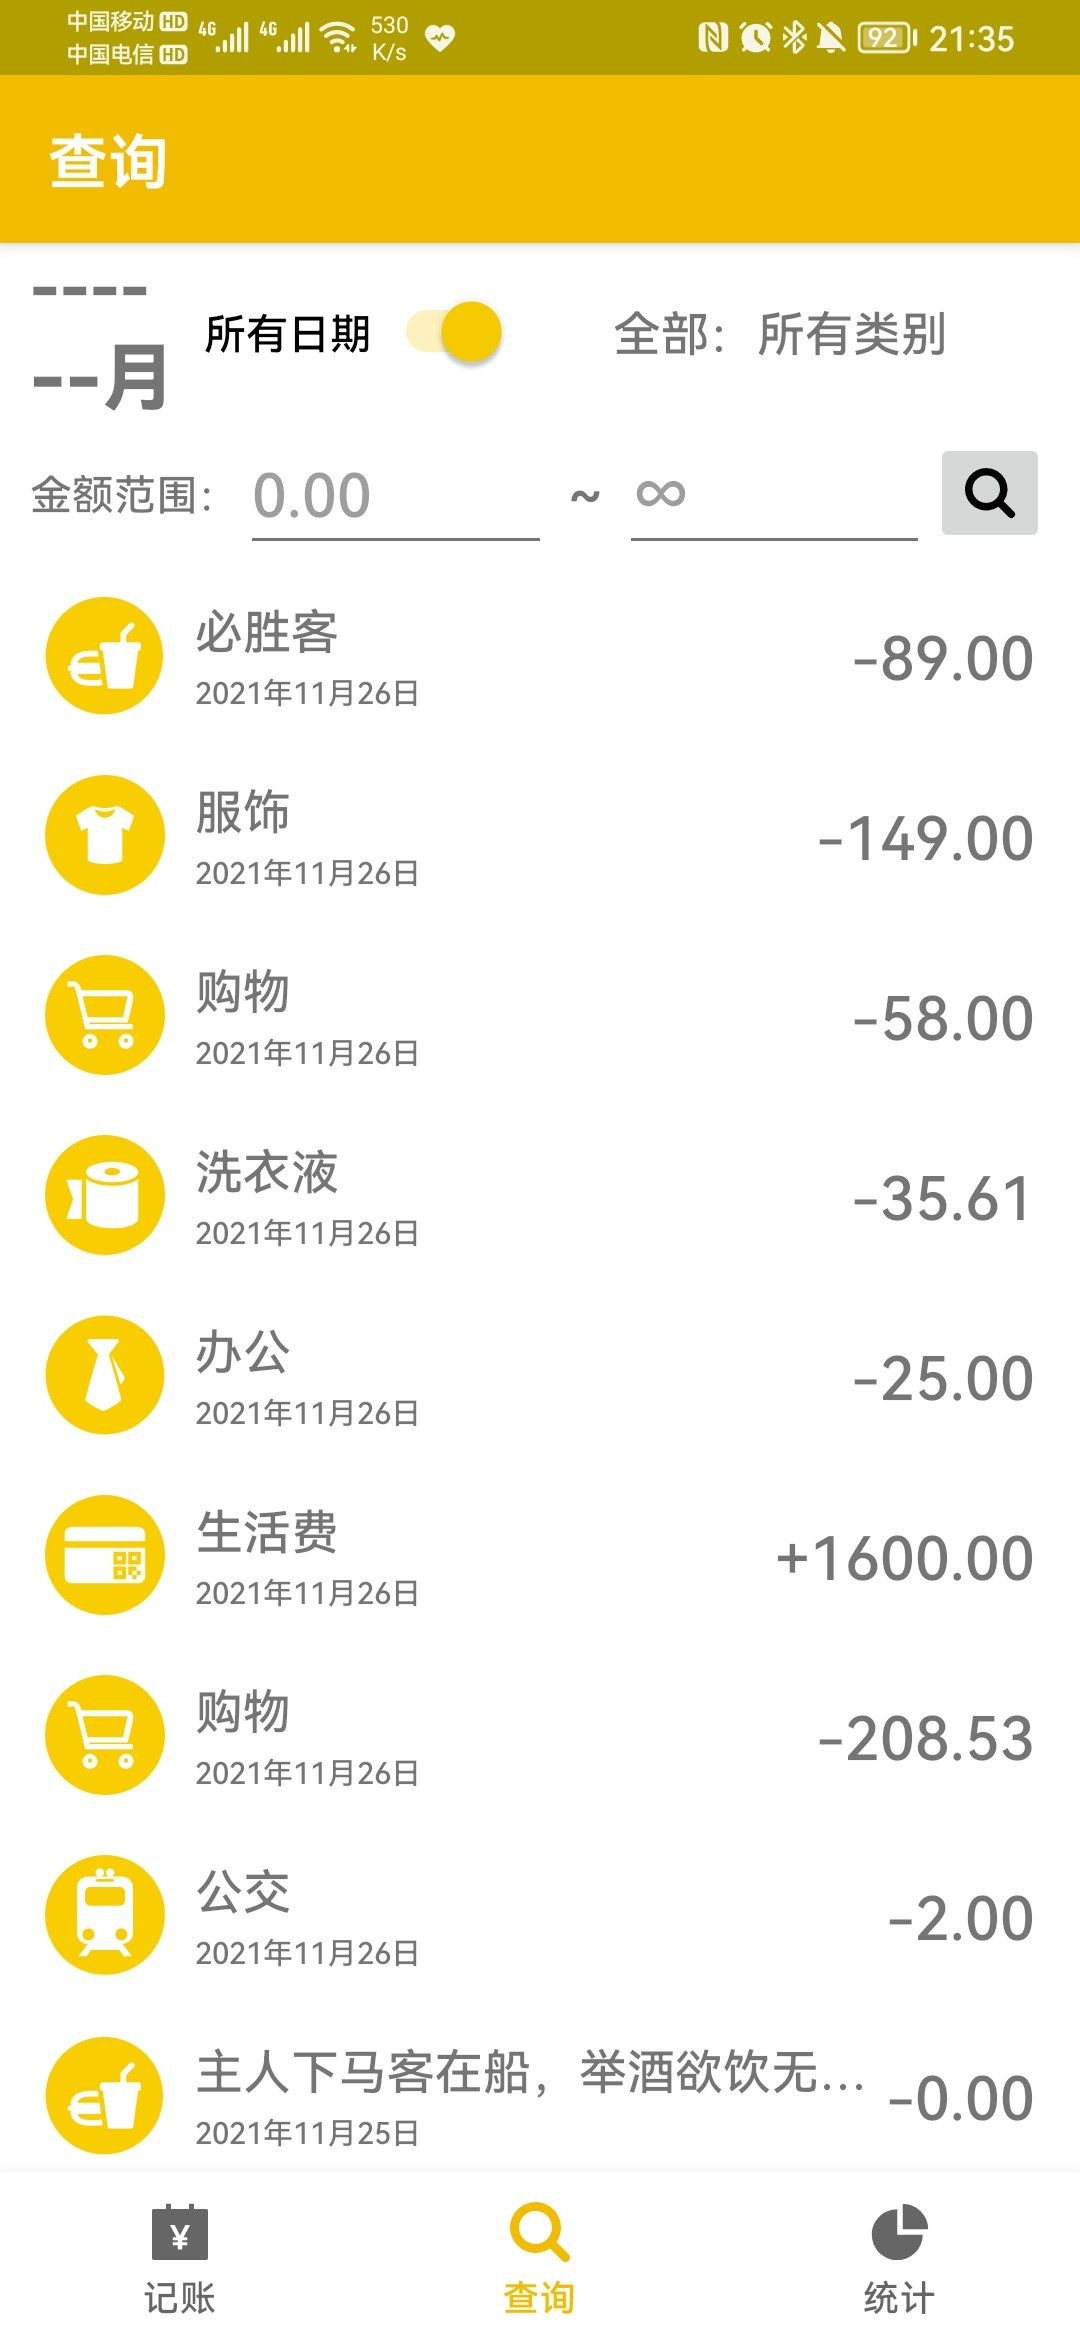 中国移动 HD 4G 4G 530 K/s 92 21:35
中国电信 HD
查询
----
--月
所有日期
全部：所有类别
金额范围： 0.00 ~ ∞
必胜客
2021年11月26日
-89.00
服饰
2021年11月26日
-149.00
购物
2021年11月26日
-58.00
洗衣液
2021年11月26日
-35.61
办公
2021年11月26日
-25.00
生活费
2021年11月26日
+1600.00
购物
2021年11月26日
-208.53
公交
2021年11月26日
-2.00
主人下马客在船，举酒欲饮无...
2021年11月25日
-0.00
¥
记账
查询
统计